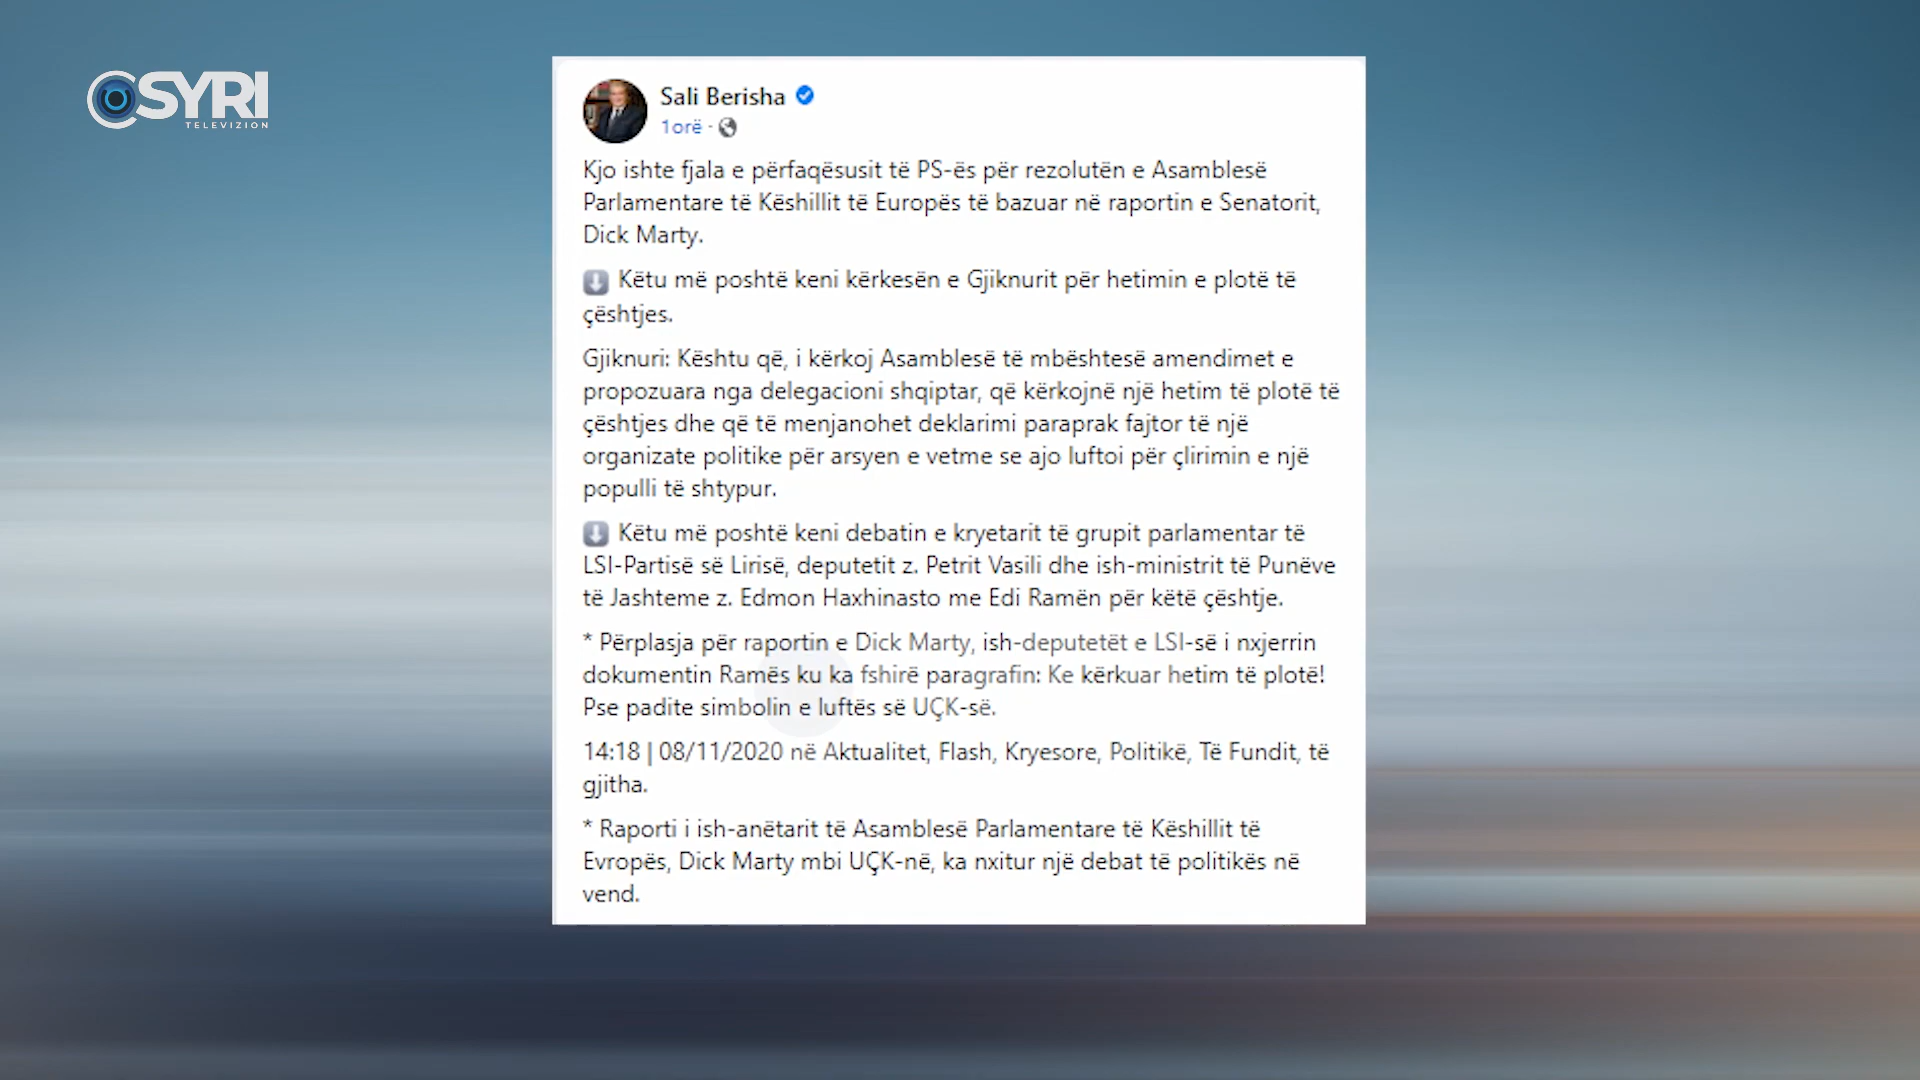 SYRI
TELEVIZION
Sali Berisha
1 orë ·
Kjo ishte fjala e përfaqësusit të PS-ës për rezolutën e Asamblesë
Parlamentare të Këshillit të Europës të bazuar në raportin e Senatorit,
Dick Marty.
⬇️ Këtu më poshtë keni kërkesën e Gjiknurit për hetimin e plotë të
çështjes.
Gjiknuri: Kështu që, i kërkoj Asamblesë të mbështesë amendimet e
propozuara nga delegacioni shqiptar, që kërkojnë një hetim të plotë të
çështjes dhe që të menjanohet deklarimi paraprak fajtor të një
organizate politike për arsyen e vetme se ajo luftoi për çlirimin e një
populli të shtypur.
⬇️ Këtu më poshtë keni debatin e kryetarit të grupit parlamentar të
LSI-Partisë së Lirisë, deputetit z. Petrit Vasili dhe ish-ministrit të Punëve
të Jashteme z. Edmon Haxhinasto me Edi Ramën për këtë çështje.
* Përplasja për raportin e Dick Marty, ish-deputetët e LSI-së i nxjerrin
dokumentin Ramës ku ka fshirë paragrafin: Ke kërkuar hetim të plotë!
Pse padite simbolin e luftës së UÇK-së.
14:18 | 08/11/2020 në Aktualitet, Flash, Kryesore, Politikë, Të Fundit, të
gjitha.
* Raporti i ish-anëtarit të Asamblesë Parlamentare të Këshillit të
Evropës, Dick Marty mbi UÇK-në, ka nxitur një debat të politikës në
vend.